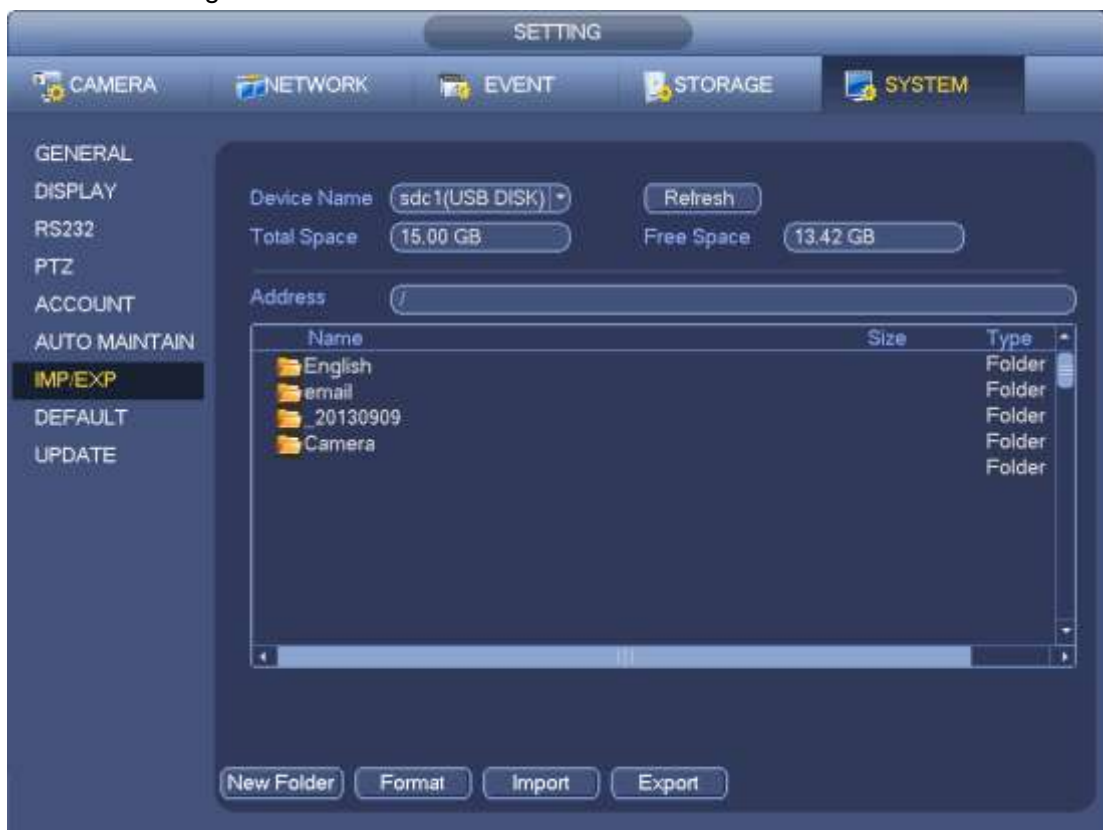 SETTING
CAMERA NETWORK EVENT STORAGE SYSTEM
GENERAL
DISPLAY
RS232
PTZ
ACCOUNT
AUTO MAINTAIN
IMP/EXP
DEFAULT
UPDATE
Device Name sdc1(USB DISK) Refresh
Total Space 15.00 GB Free Space 13.42 GB
Address /
Name Size Type
English Folder
email Folder
_20130909 Folder
Camera Folder
Folder
New Folder Format Import Export